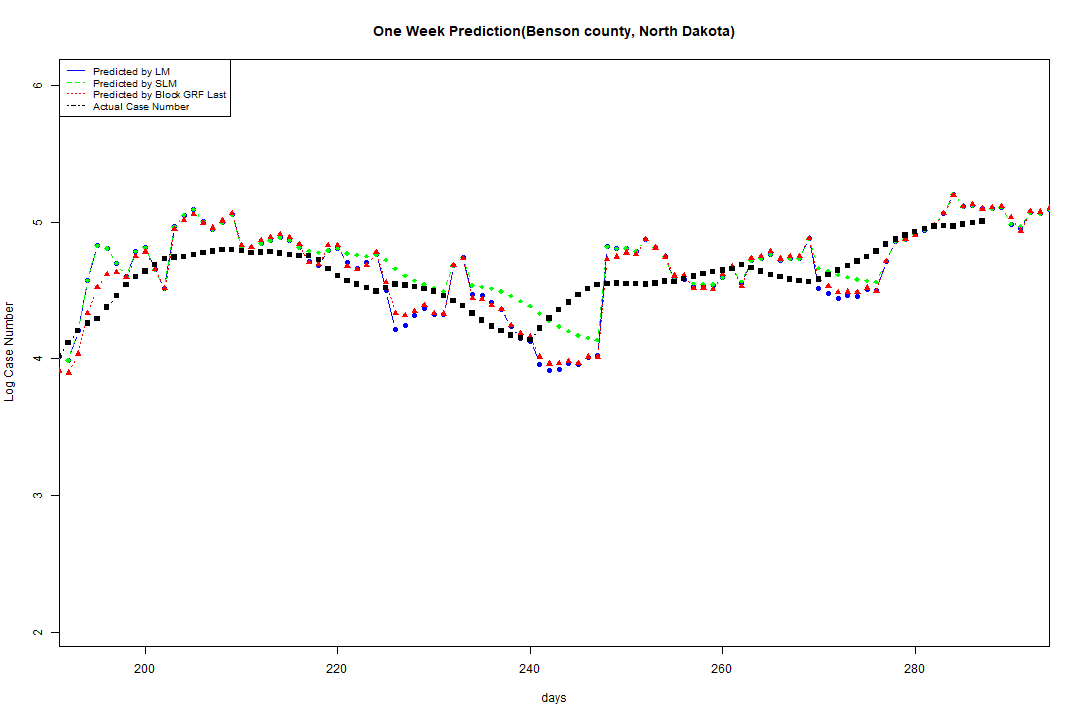 One Week Prediction(Benson county, North Dakota)
Predicted by LM
Predicted by SLM
Predicted by Block GRF Last
Actual Case Number
6
5
4
3
2
Log Case Number
200 220 240 260 280
days